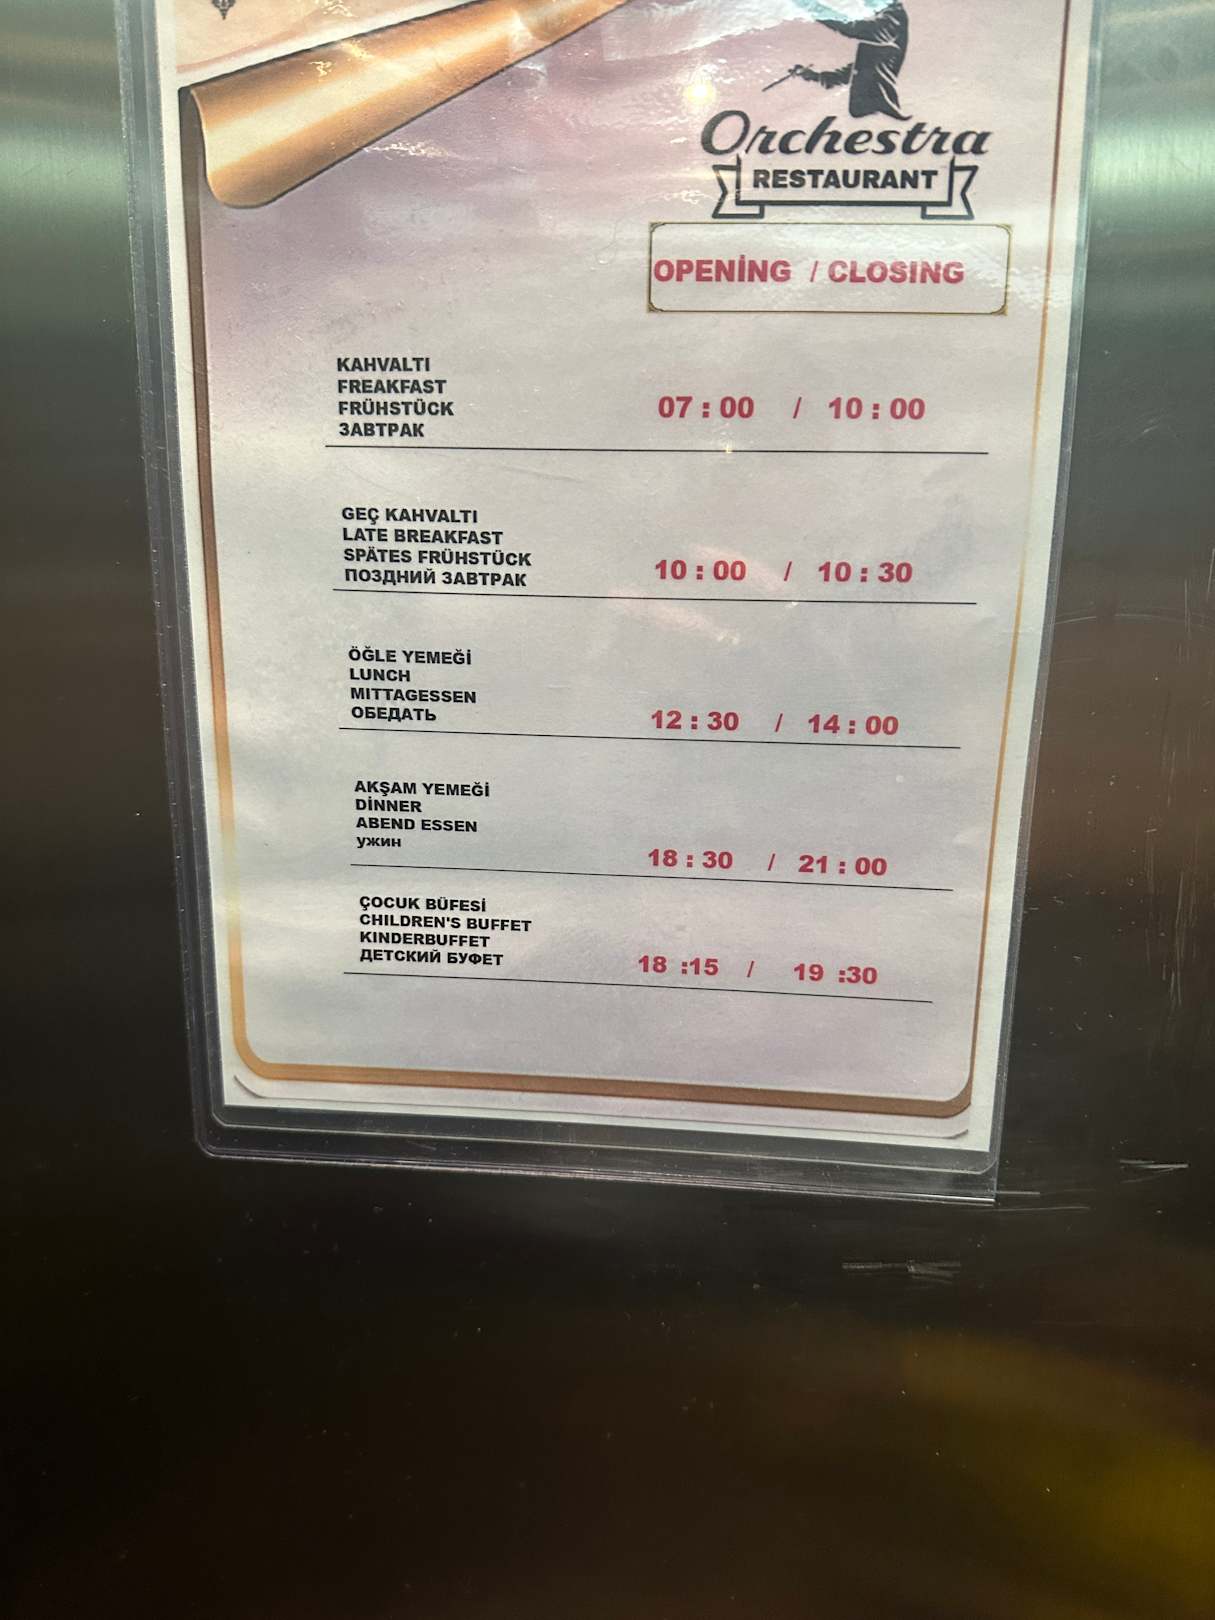 Orchestra
RESTAURANT
OPENİNG / CLOSING
KAHVALTI
FREAKFAST
FRÜHSTÜCK
ЗАВТРАК
07 : 00 / 10 : 00
GEÇ KAHVALTI
LATE BREAKFAST
SPÄTES FRÜHSTÜCK
ПОЗДНИЙ ЗАВТРАК
10 : 00 / 10 : 30
ÖĞLE YEMEĞİ
LUNCH
MITTAGESSEN
ОБЕДАТЬ
12 : 30 / 14 : 00
AKŞAM YEMEĞİ
DİNNER
ABEND ESSEN
ужин
18 : 30 / 21 : 00
ÇOCUK BÜFESİ
CHILDREN'S BUFFET
KINDERBUFFET
ДЕТСКИЙ БУФЕТ
18 :15 / 19 :30